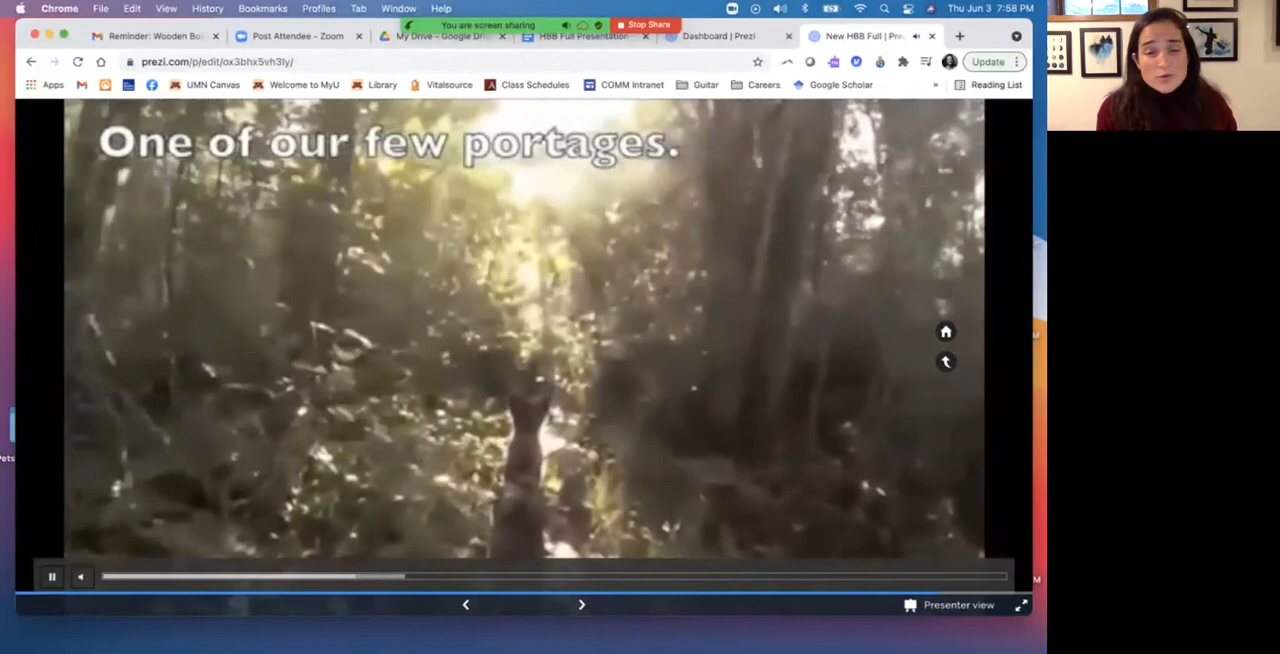 Chrome File Edit View History Bookmarks Profiles Tab Window Help Thu Jun 3 7:58 PM
You are screen sharing Stop Share
Reminder: Wooden Bo Post Attendee - Zoom My Drive - Google Dri HBB Full Presentation Dashboard | Prezi New HBB Full | Pre
prezi.com/p/edit/ox3bhx5vh3ly/ Update
Apps UMN Canvas Welcome to MyU Library Vitalsource Class Schedules COMM Intranet Guitar Careers Google Scholar » Reading List
One of our few portages.
Presenter view